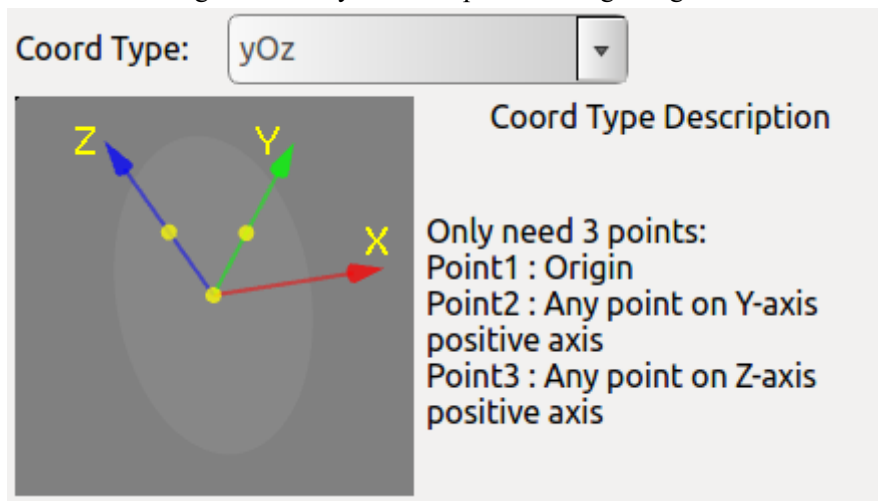 Coord Type: yOz
Coord Type Description
Z
Y
X
Only need 3 points:
Point1 : Origin
Point2 : Any point on Y-axis
positive axis
Point3 : Any point on Z-axis
positive axis